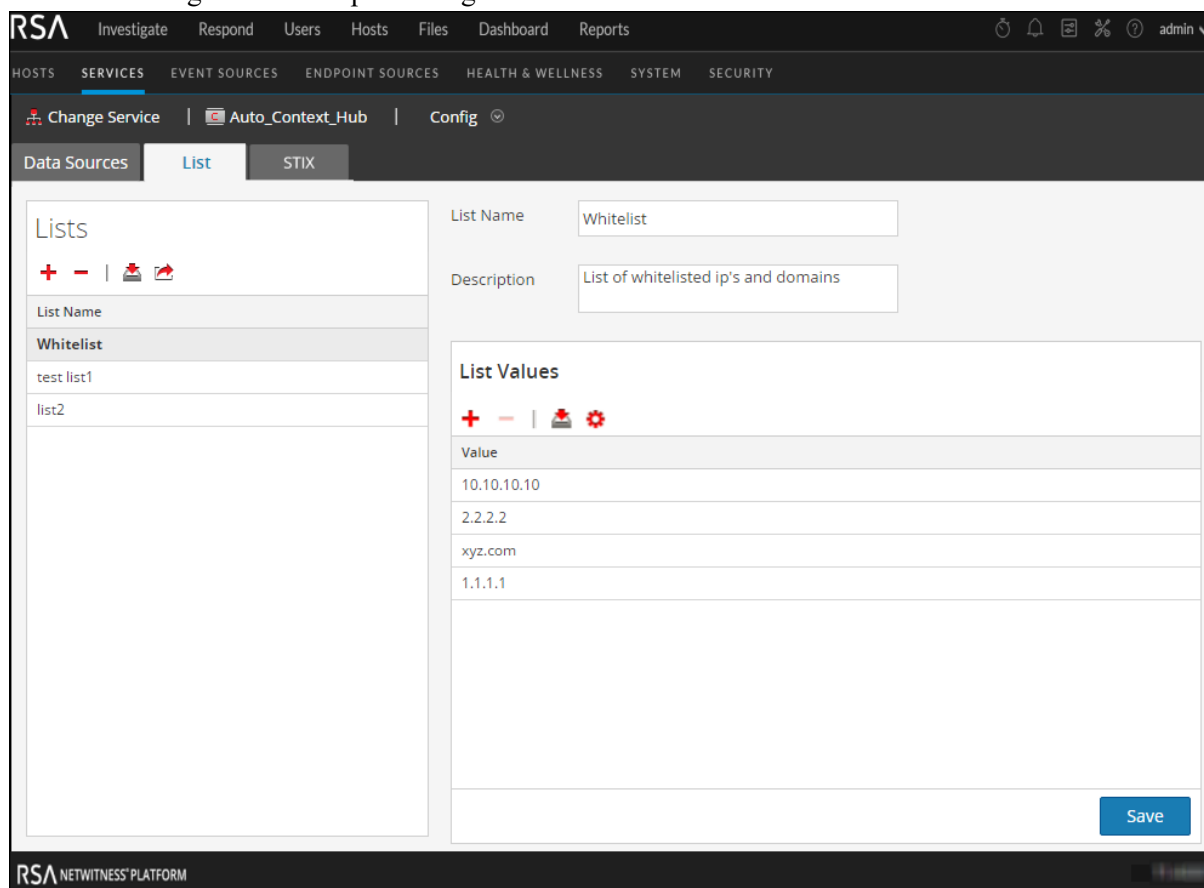 RSA Investigate Respond Users Hosts Files Dashboard Reports admin
HOSTS SERVICES EVENT SOURCES ENDPOINT SOURCES HEALTH & WELLNESS SYSTEM SECURITY
Change Service | Auto_Context_Hub | Config
Data Sources List STIX
Lists
List Name
Whitelist
test list1
list2
List Name Whitelist
Description List of whitelisted ip's and domains
List Values
Value
10.10.10.10
2.2.2.2
xyz.com
1.1.1.1
Save
RSA NETWITNESS® PLATFORM